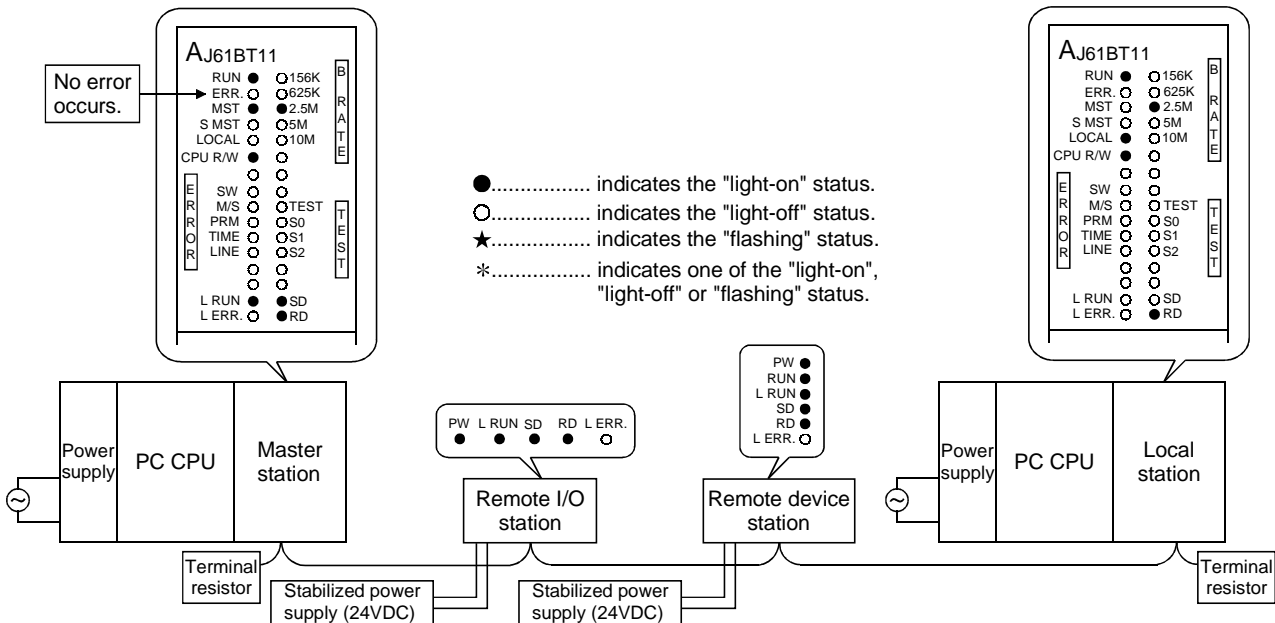 AJ61BT11
RUN 156K
ERR. 625K
MST 2.5M
S MST 5M
LOCAL 10M
CPU R/W
SW
M/S TEST
PRM S0
TIME S1
LINE S2
L RUN SD
L ERR. RD
B RATE
ERROR
TEST
No error
occurs.
●................. indicates the "light-on" status.
○................. indicates the "light-off" status.
★................. indicates the "flashing" status.
*................. indicates one of the "light-on",
"light-off" or "flashing" status.
AJ61BT11
RUN 156K
ERR. 625K
MST 2.5M
S MST 5M
LOCAL 10M
CPU R/W
SW
M/S TEST
PRM S0
TIME S1
LINE S2
L RUN SD
L ERR. RD
B RATE
ERROR
TEST
Power
supply
PC CPU
Master
station
PW L RUN SD RD L ERR.
Remote I/O
station
PW
RUN
L RUN
SD
RD
L ERR.
Remote device
station
Power
supply
PC CPU
Local
station
Terminal
resistor
Stabilized power
supply (24VDC)
Stabilized power
supply (24VDC)
Terminal
resistor